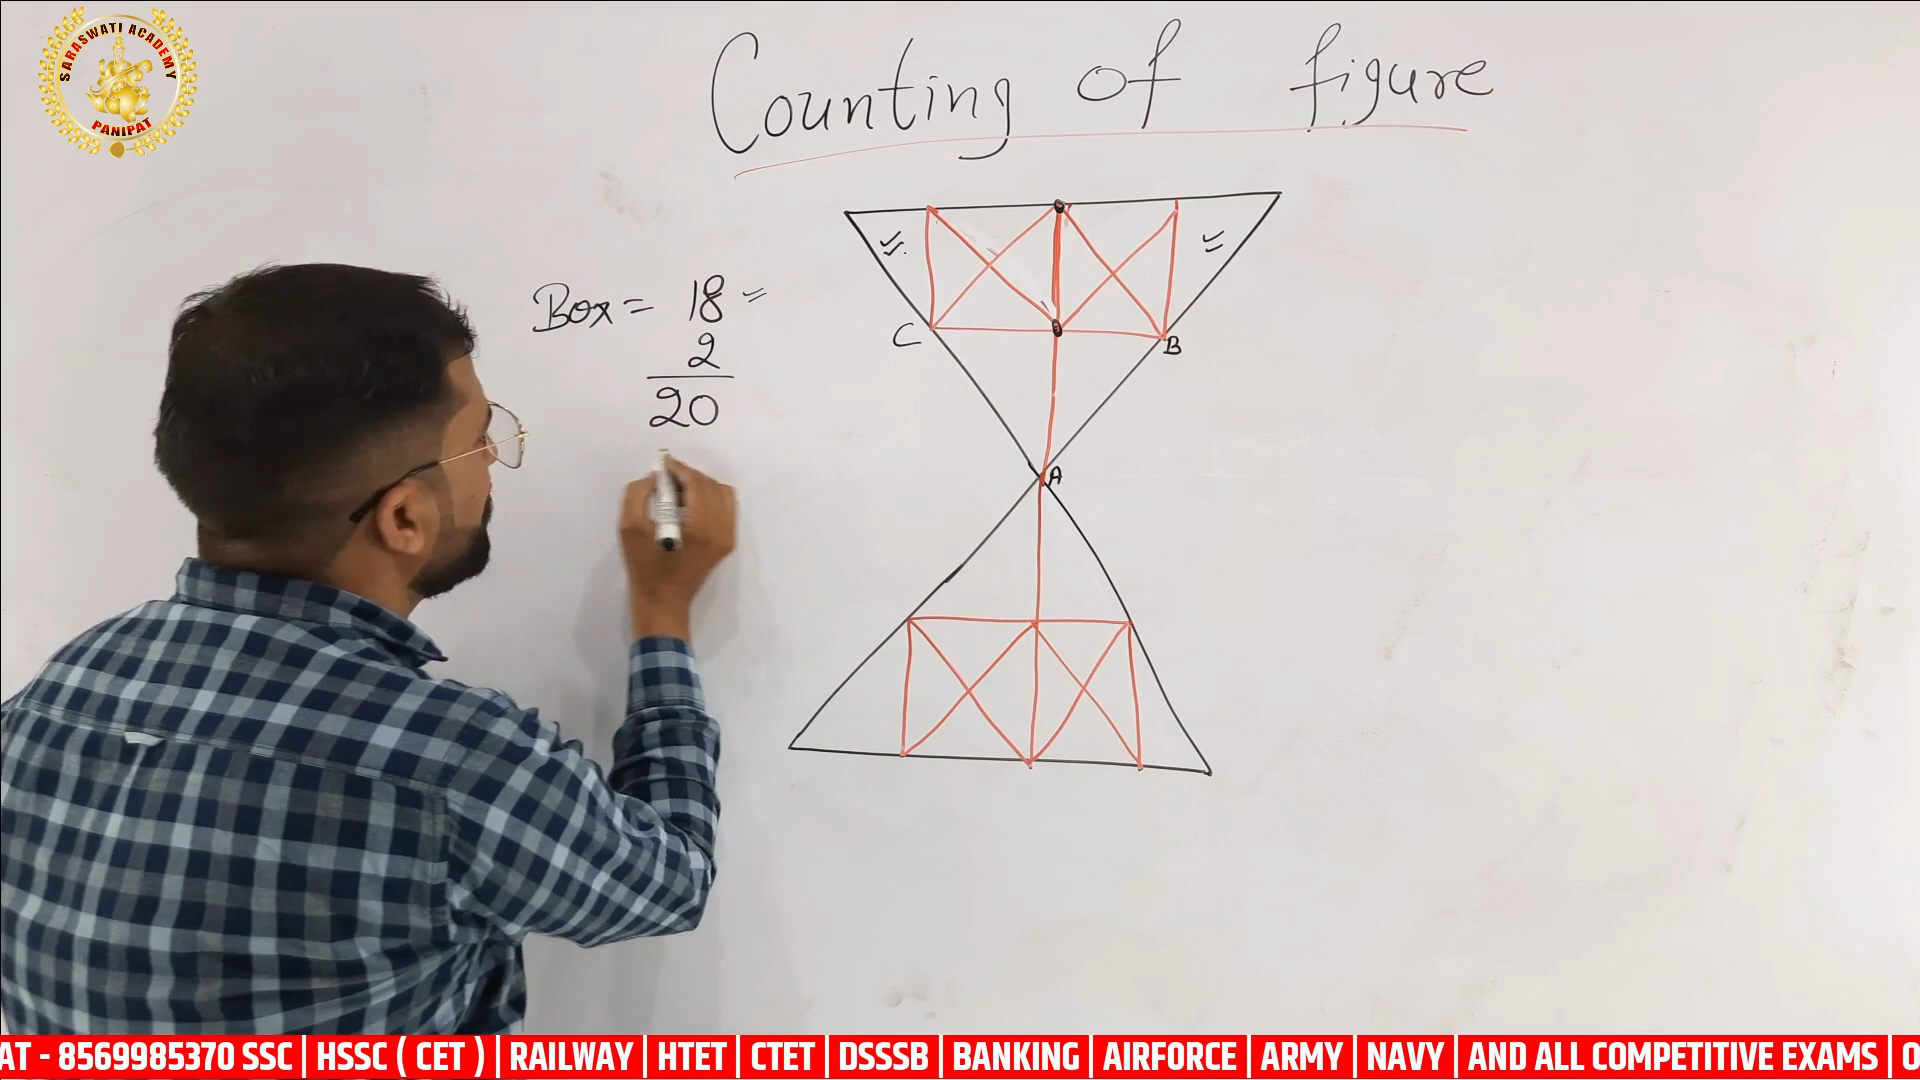 SARASWATI ACADEMY
PANIPAT
Counting of figure
Box = 18 =
2
20
C
B
A
AT - 8569985370 SSC | HSSC ( CET ) | RAILWAY | HTET | CTET | DSSSB | BANKING | AIRFORCE | ARMY | NAVY | AND ALL COMPETITIVE EXAMS | O